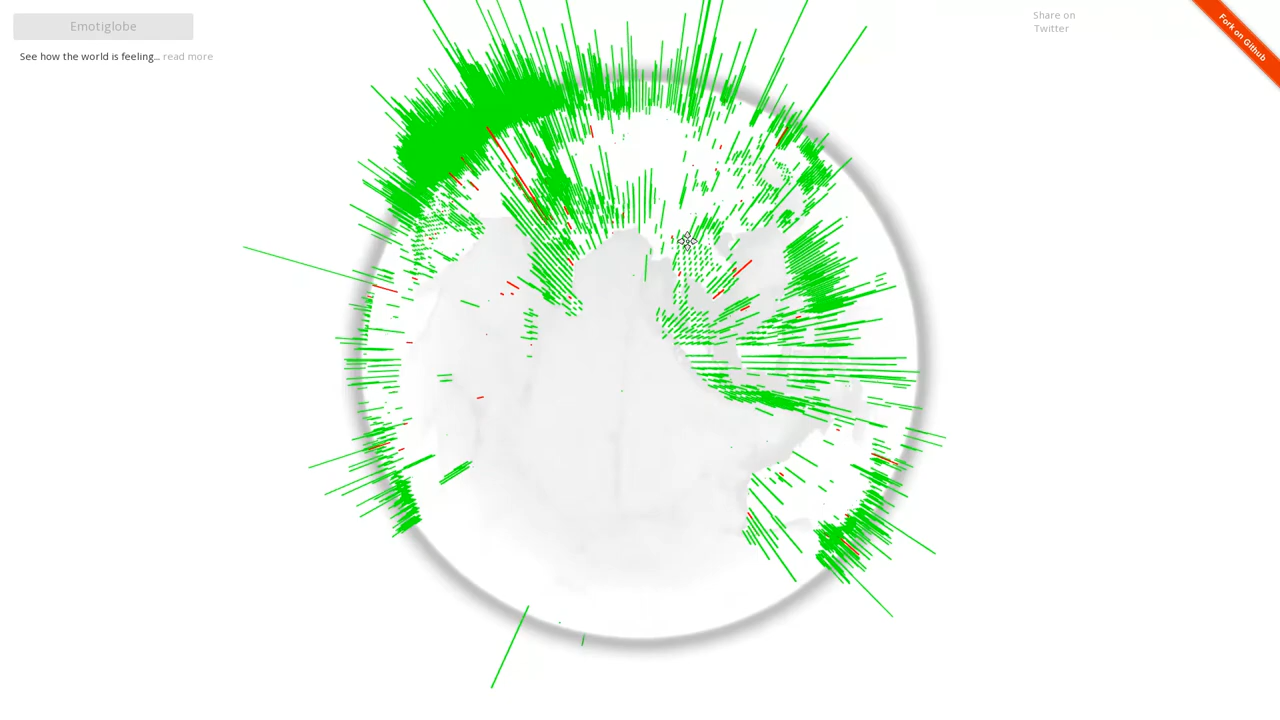 Emotiglobe
See how the world is feeling... read more
Share on
Twitter
Fork on Github